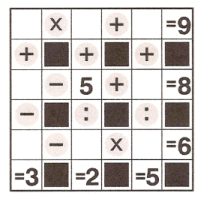 x + =9
+ + +
- 5 + =8
- : :
- x =6
=3 =2 =5